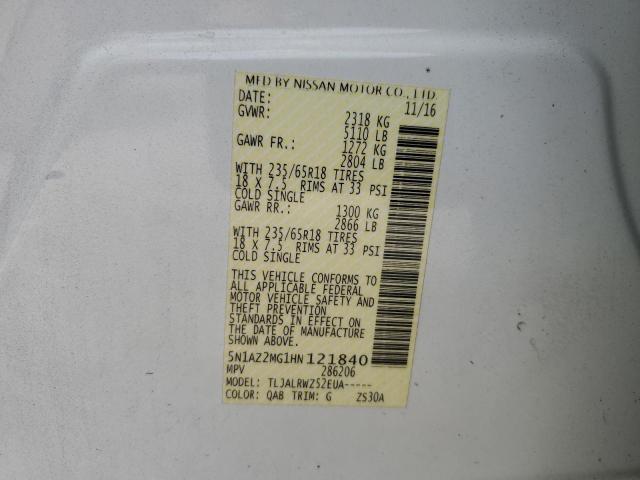 MFD BY NISSAN MOTOR CO., LTD.
DATE: 11/16
GVWR: 2318 KG
5110 LB
GAWR FR.: 1272 KG
2804 LB
WITH 235/65R18 TIRES
18 X 7.5 RIMS AT 33 PSI
COLD SINGLE
GAWR RR.: 1300 KG
2866 LB
WITH 235/65R18 TIRES
18 X 7.5 RIMS AT 33 PSI
COLD SINGLE
THIS VEHICLE CONFORMS TO
ALL APPLICABLE FEDERAL
MOTOR VEHICLE SAFETY AND
THEFT PREVENTION
STANDARDS IN EFFECT ON
THE DATE OF MANUFACTURE
SHOWN ABOVE.
5N1AZ2MG1HN121840
MPV 286206
MODEL: TLJALRWZ52EUA-----
COLOR: QAB TRIM: G ZS30A